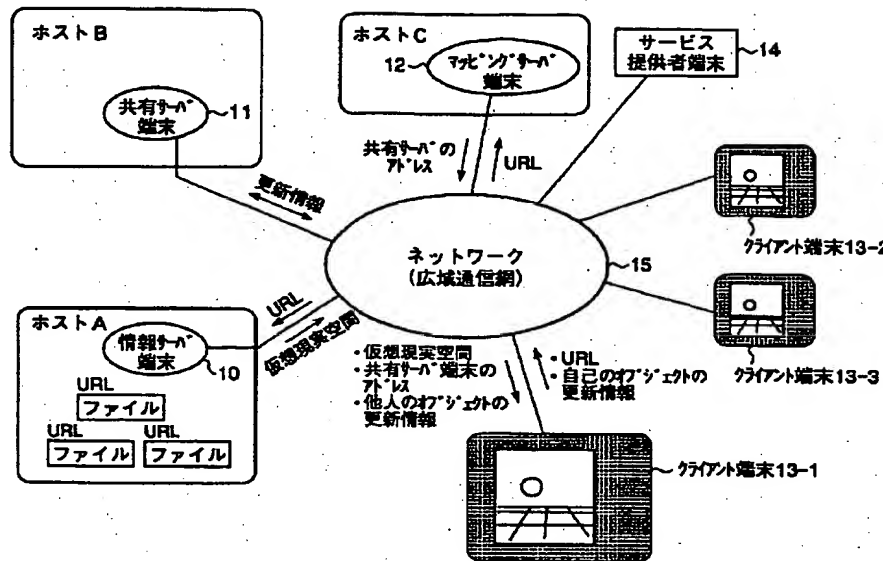 ホストB
共有サーバ
端末
11
ホストC
12
マッピングサーバ
端末
サービス
提供者端末
14
共有サーバの
アドレス
URL
更新情報
クライアント端末13-2
ネットワーク
(広域通信網)
15
クライアント端末13-3
ホストA
情報サーバ
端末
10
URL
仮想現実空間
URL
ファイル
URL
URL
ファイル
ファイル
・仮想現実空間
・共有サーバ端末の
アドレス
・他人のオブジェクトの
更新情報
・URL
・自己のオブジェクトの
更新情報
クライアント端末13-1